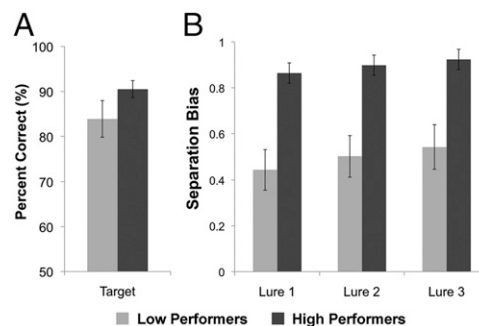 A
B
Percent Correct (%)
100
90
80
70
60
50
Target
Separation Bias
1
0.8
0.6
0.4
0.2
0
Lure 1
Lure 2
Lure 3
Low Performers
High Performers